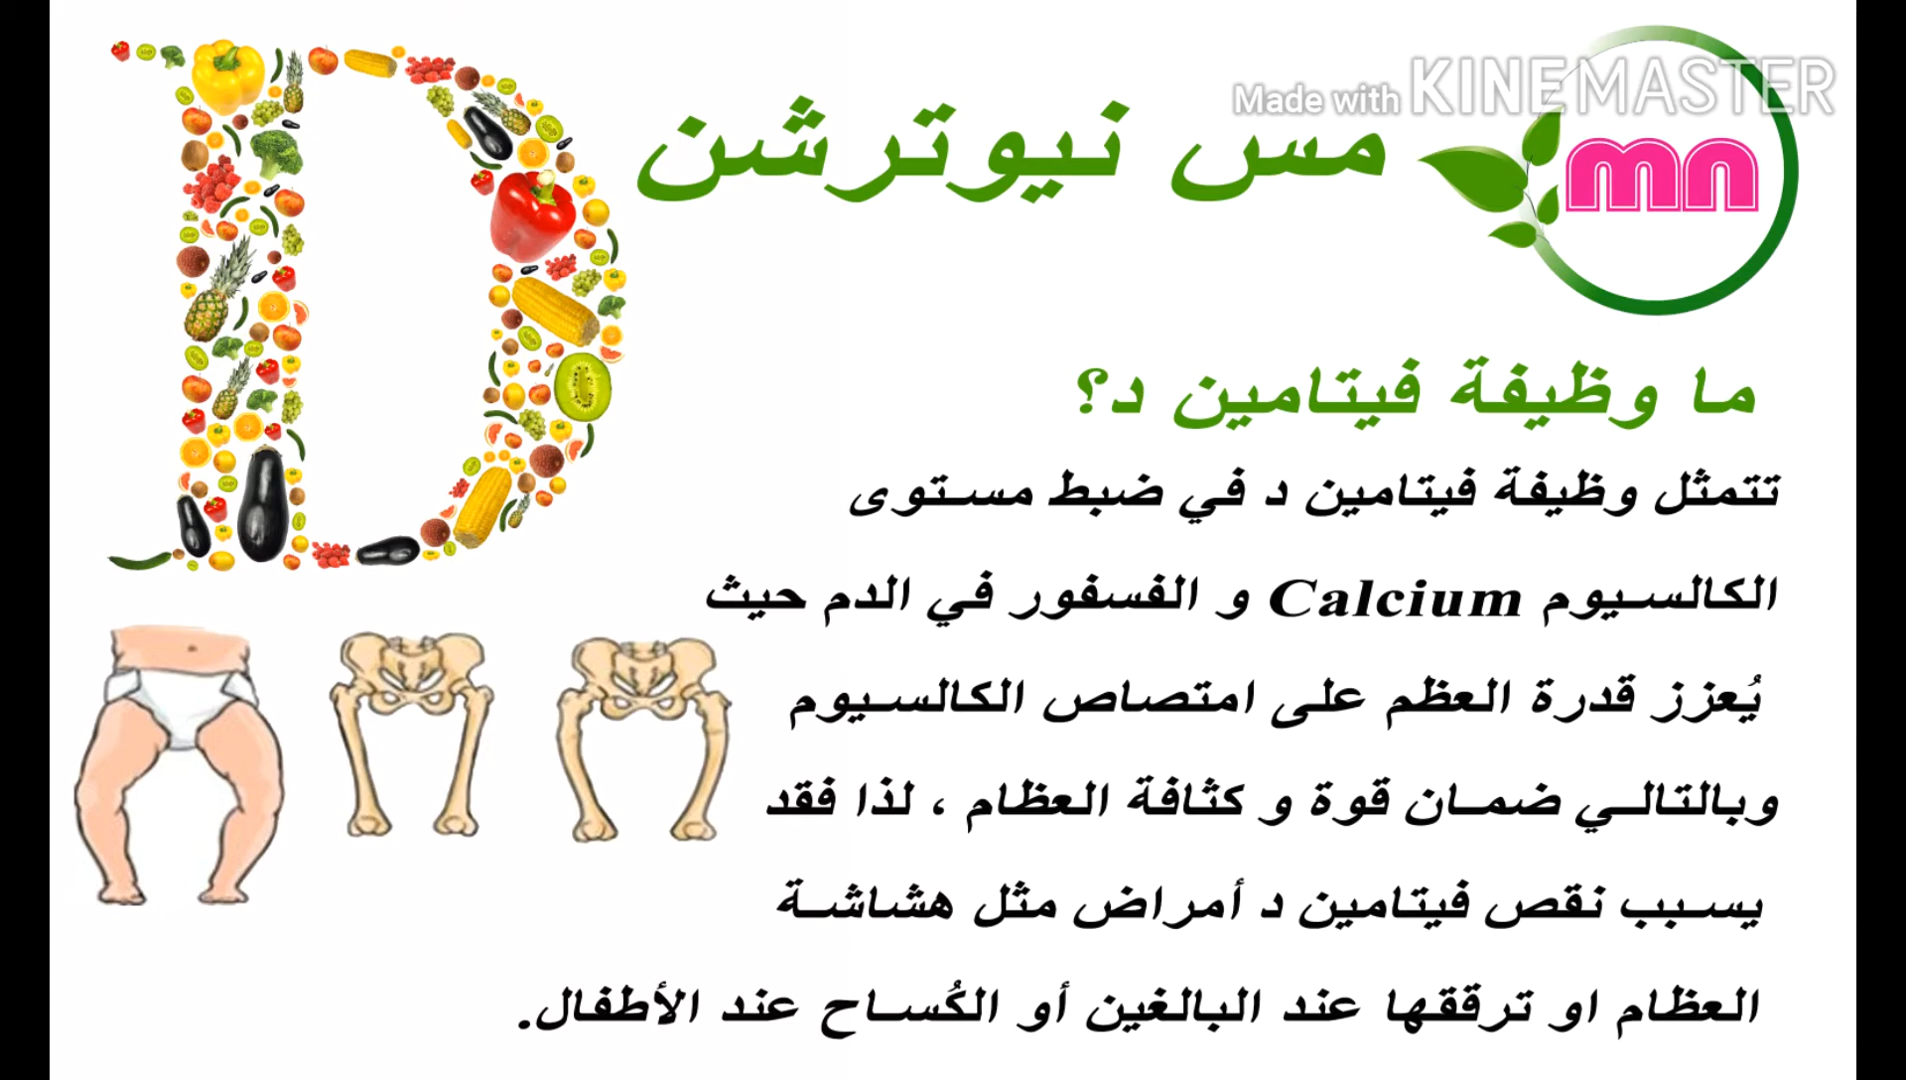 Made with KINEMASTER
mn
مس نيوترشن
ما وظيفة فيتامين د؟
تتمثل وظيفة فيتامين د في ضبط مستوى
الكالسيوم Calcium و الفسفور في الدم حيث
يُعزز قدرة العظم على امتصاص الكالسيوم
وبالتالي ضمان قوة و كثافة العظام ، لذا فقد
يسبب نقص فيتامين د أمراض مثل هشاشة
العظام او ترققها عند البالغين أو الكُساح عند الأطفال.